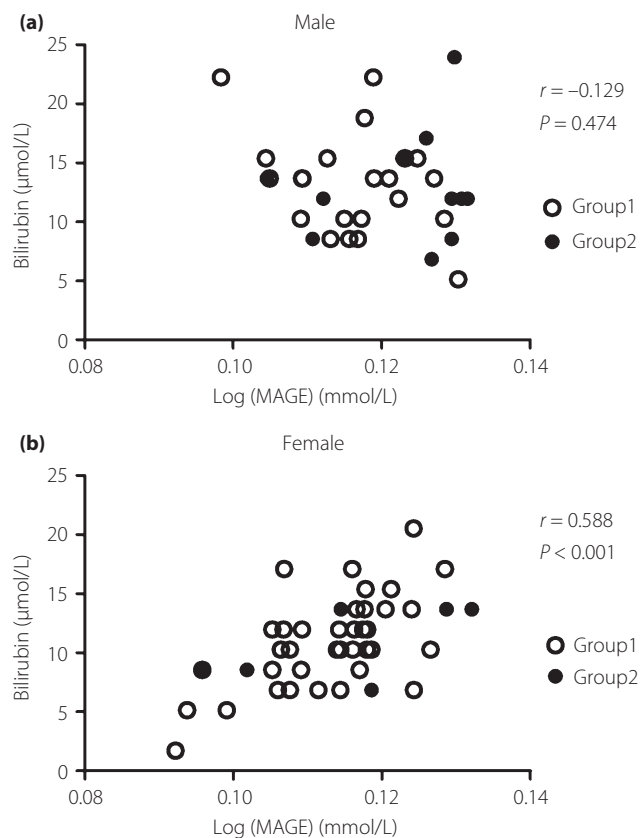 (a)
Male
25
20
15
10
5
0
Bilirubin (µmol/L)
0.08 0.10 0.12 0.14
Log (MAGE) (mmol/L)
r = –0.129
P = 0.474
Group1
Group2
(b)
Female
25
20
15
10
5
0
Bilirubin (µmol/L)
0.08 0.10 0.12 0.14
Log (MAGE) (mmol/L)
r = 0.588
P < 0.001
Group1
Group2